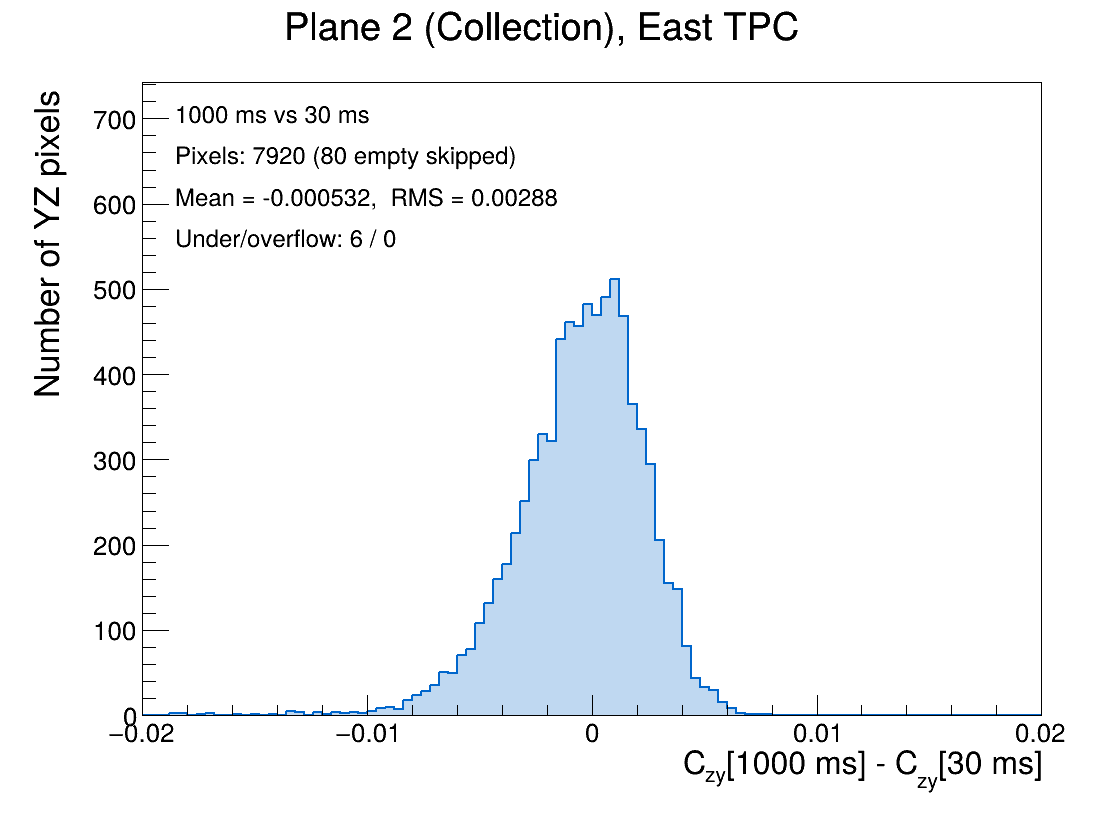 Plane 2 (Collection), East TPC
Number of YZ pixels
1000 ms vs 30 ms
Pixels: 7920 (80 empty skipped)
Mean = -0.000532, RMS = 0.00288
Under/overflow: 6 / 0
700
600
500
400
300
200
100
0
−0.02 −0.01 0 0.01 0.02
Czy[1000 ms] - Czy[30 ms]